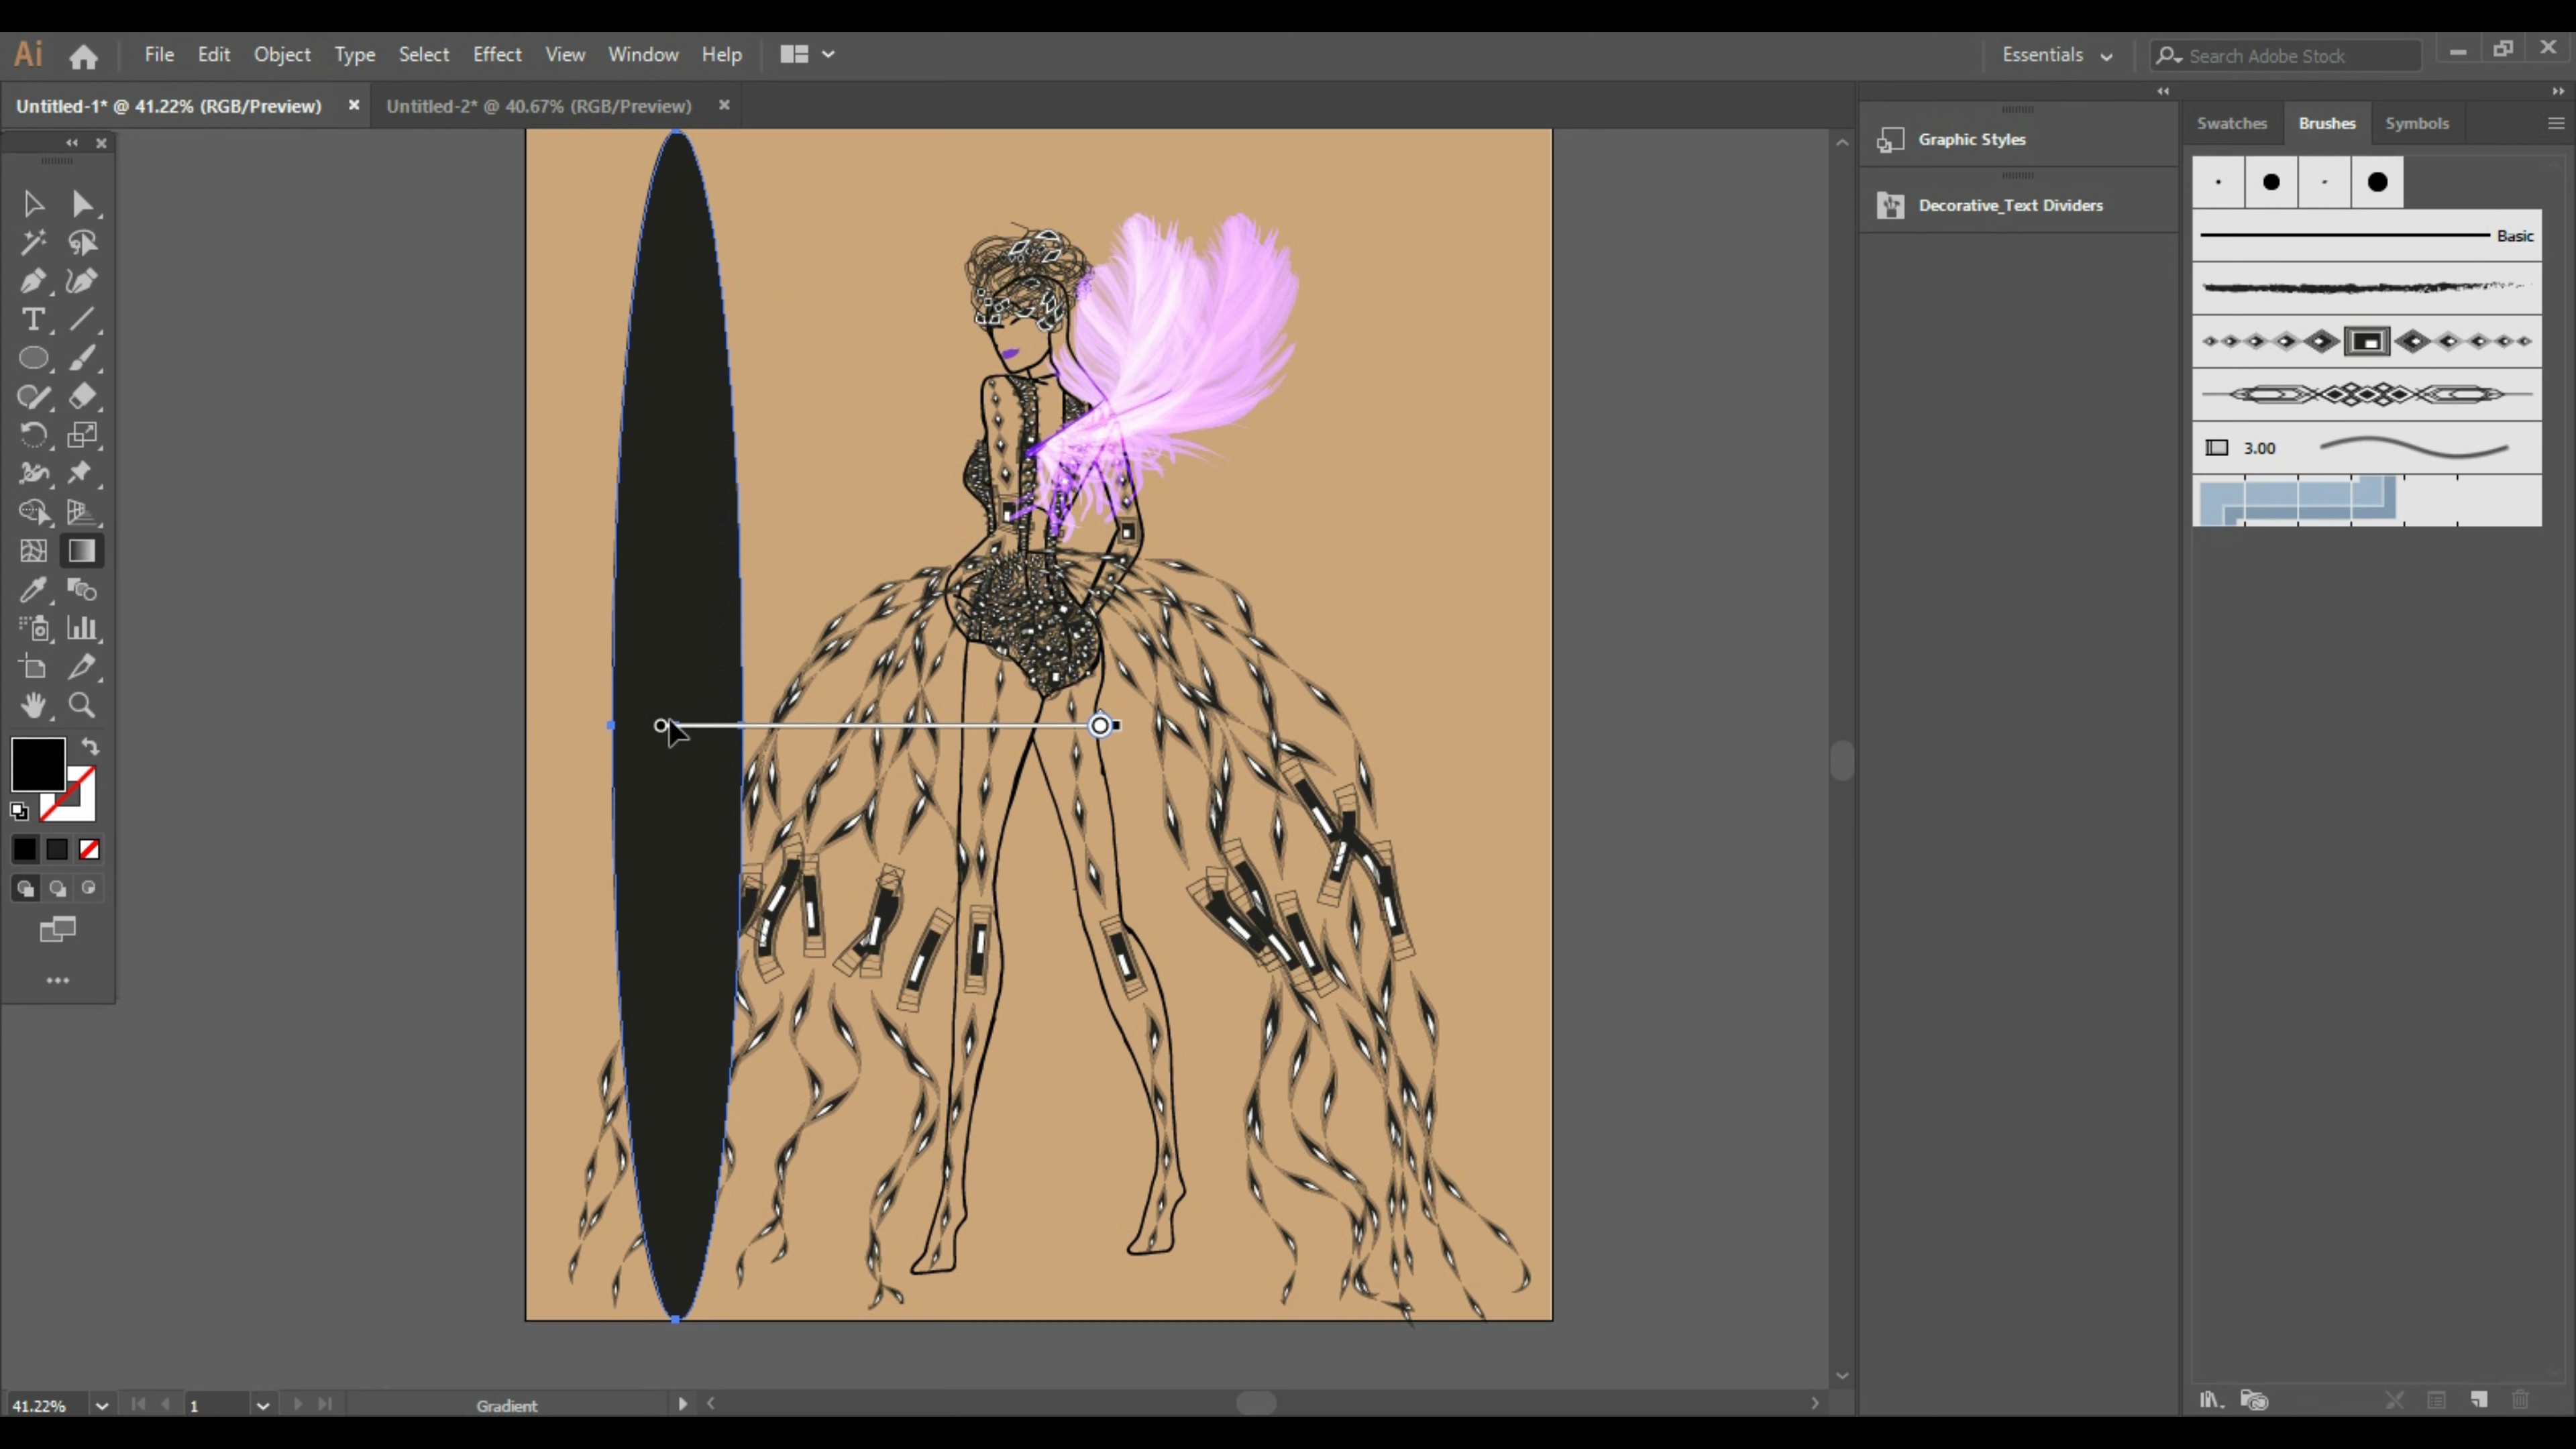 Ai File Edit Object Type Select Effect View Window Help Essentials Search Adobe Stock
Untitled-1* @ 41.22% (RGB/Preview) Untitled-2* @ 40.67% (RGB/Preview)
Swatches Brushes Symbols
Graphic Styles
Decorative_Text Dividers
Basic
3.00
41.22% 1 Gradient